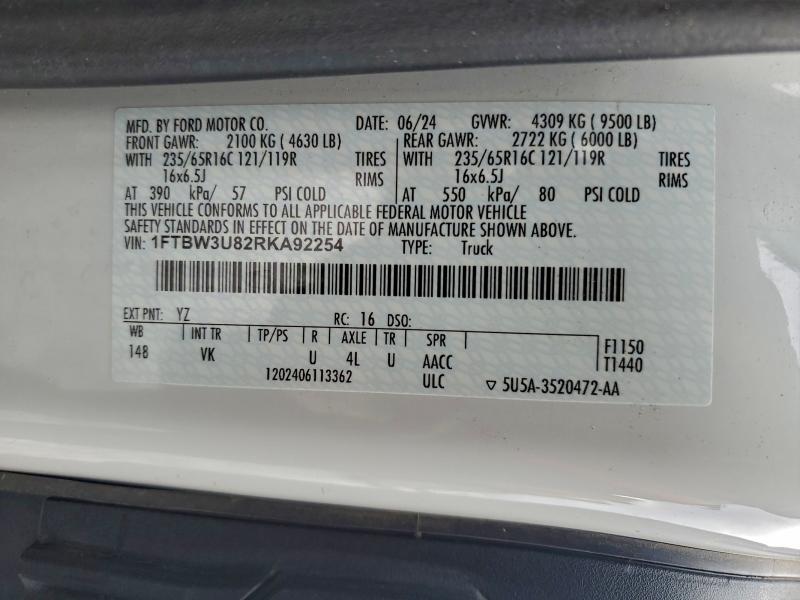 MFD. BY FORD MOTOR CO. DATE: 06/24 GVWR: 4309 KG ( 9500 LB)
FRONT GAWR: 2100 KG ( 4630 LB) REAR GAWR: 2722 KG ( 6000 LB)
WITH 235/65R16C 121/119R TIRES WITH 235/65R16C 121/119R TIRES
16x6.5J RIMS 16x6.5J RIMS
AT 390 kPa/ 57 PSI COLD AT 550 kPa/ 80 PSI COLD
THIS VEHICLE CONFORMS TO ALL APPLICABLE FEDERAL MOTOR VEHICLE
SAFETY STANDARDS IN EFFECT ON THE DATE OF MANUFACTURE SHOWN ABOVE.
VIN: 1FTBW3U82RKA92254 TYPE: Truck
EXT PNT: YZ RC: 16 DSO:
WB INT TR TP/PS R AXLE TR SPR F1150
148 VK U 4L U AACC T1440
1202406113362 ULC ▽ 5U5A-3520472-AA